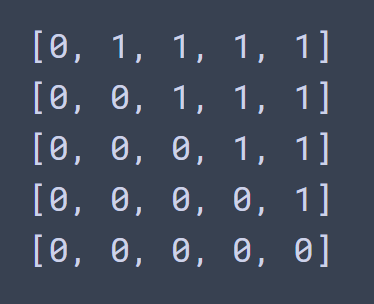 [0, 1, 1, 1, 1]
[0, 0, 1, 1, 1]
[0, 0, 0, 1, 1]
[0, 0, 0, 0, 1]
[0, 0, 0, 0, 0]